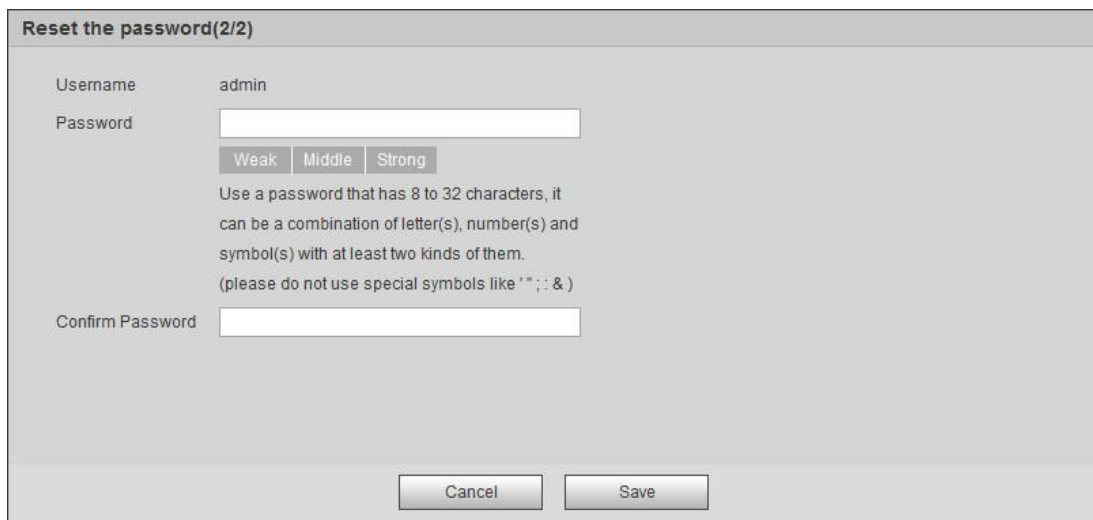 Reset the password(2/2)
Username admin
Password
Weak Middle Strong
Use a password that has 8 to 32 characters, it
can be a combination of letter(s), number(s) and
symbol(s) with at least two kinds of them.
(please do not use special symbols like ' " ; : & )
Confirm Password
Cancel Save